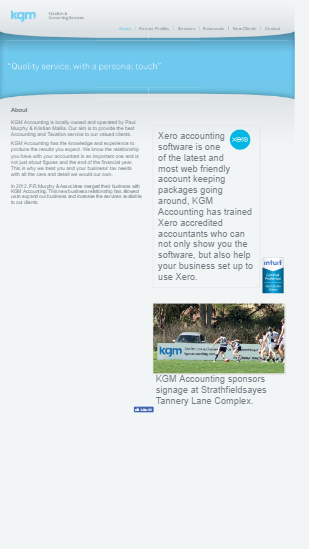 kgm
Taxation &
Accounting Services
About | Partner Profiles | Services | Resources | New Clients | Contact
"Quality service, with a personal touch"
About
KGM Accounting is locally owned and operated by Paul
Murphy & Kristian Mallia. Our aim is to provide the best
Accounting and Taxation service to our valued clients.
KGM Accounting has the knowledge and experience to
produce the results you expect. We know the relationship
you have with your accountant is an important one and is
not just about figures and the end of the financial year.
This is why we treat you and your business' tax needs
with all the care and detail we would our own.
In 2012, P.R. Murphy & Associates merged their business with
KGM Accounting. This new business relationship has allowed
us to expand our business and increase the services available
to our clients.
Xero accounting
software is one
of the latest and
most web friendly
account keeping
packages going
around, KGM
Accounting has trained
Xero accredited
accountants who can
not only show you the
software, but also help
your business set up to
use Xero.
xero
intuit
kgm
KGM Accounting sponsors
signage at Strathfieldsayes
Tannery Lane Complex.